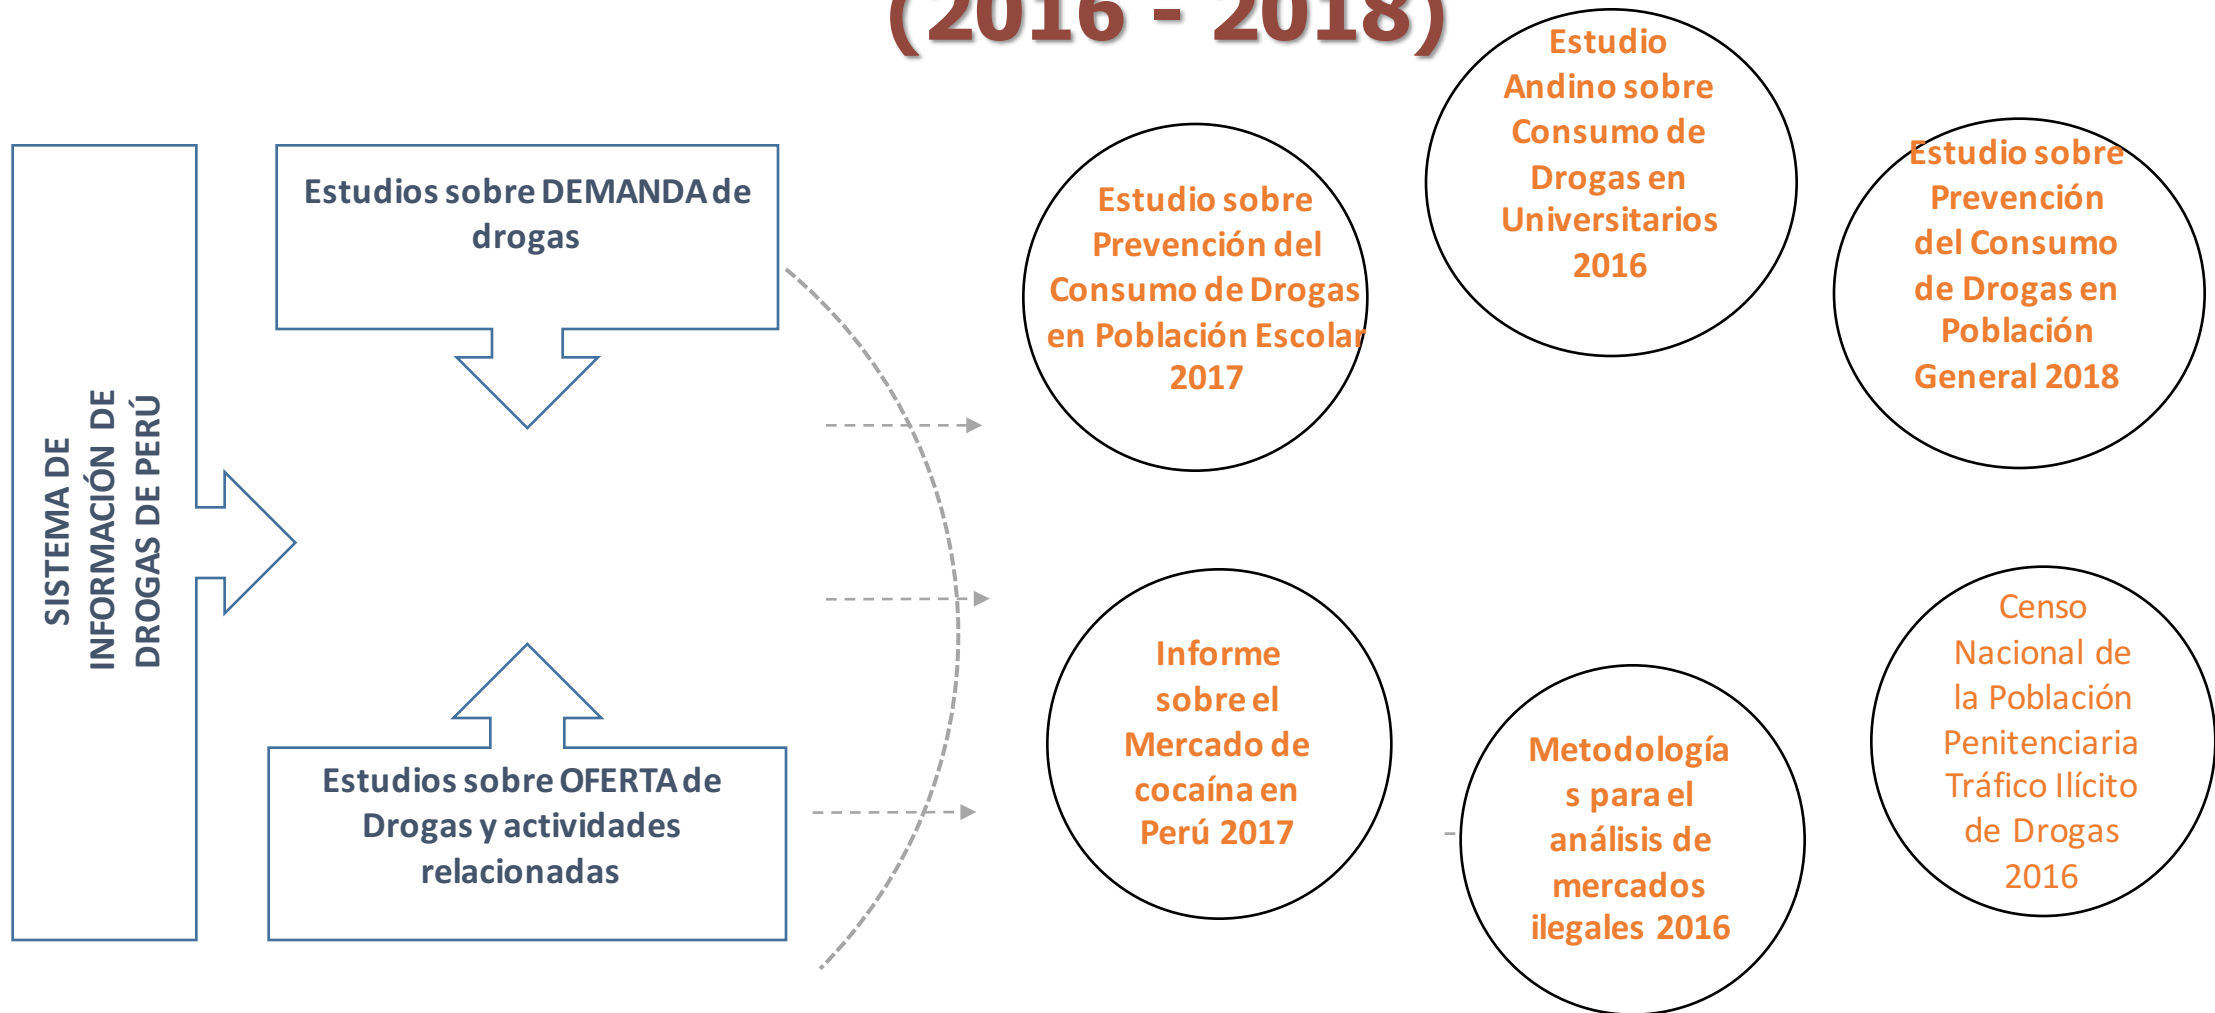 (2016 - 2018)
SISTEMA DE
INFORMACIÓN DE
DROGAS DE PERÚ
Estudios sobre DEMANDA de
drogas
Estudios sobre OFERTA de
Drogas y actividades
relacionadas
Estudio sobre
Prevención del
Consumo de Drogas
en Población Escolar
2017
Estudio
Andino sobre
Consumo de
Drogas en
Universitarios
2016
Estudio sobre
Prevención
del Consumo
de Drogas en
Población
General 2018
Informe
sobre el
Mercado de
cocaína en
Perú 2017
Metodología
s para el
análisis de
mercados
ilegales 2016
Censo
Nacional de
la Población
Penitenciaria
Tráfico Ilícito
de Drogas
2016